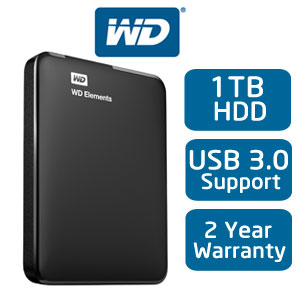 WD
WD
WD Elements
1TB
HDD
USB 3.0
Support
2 Year
Warranty